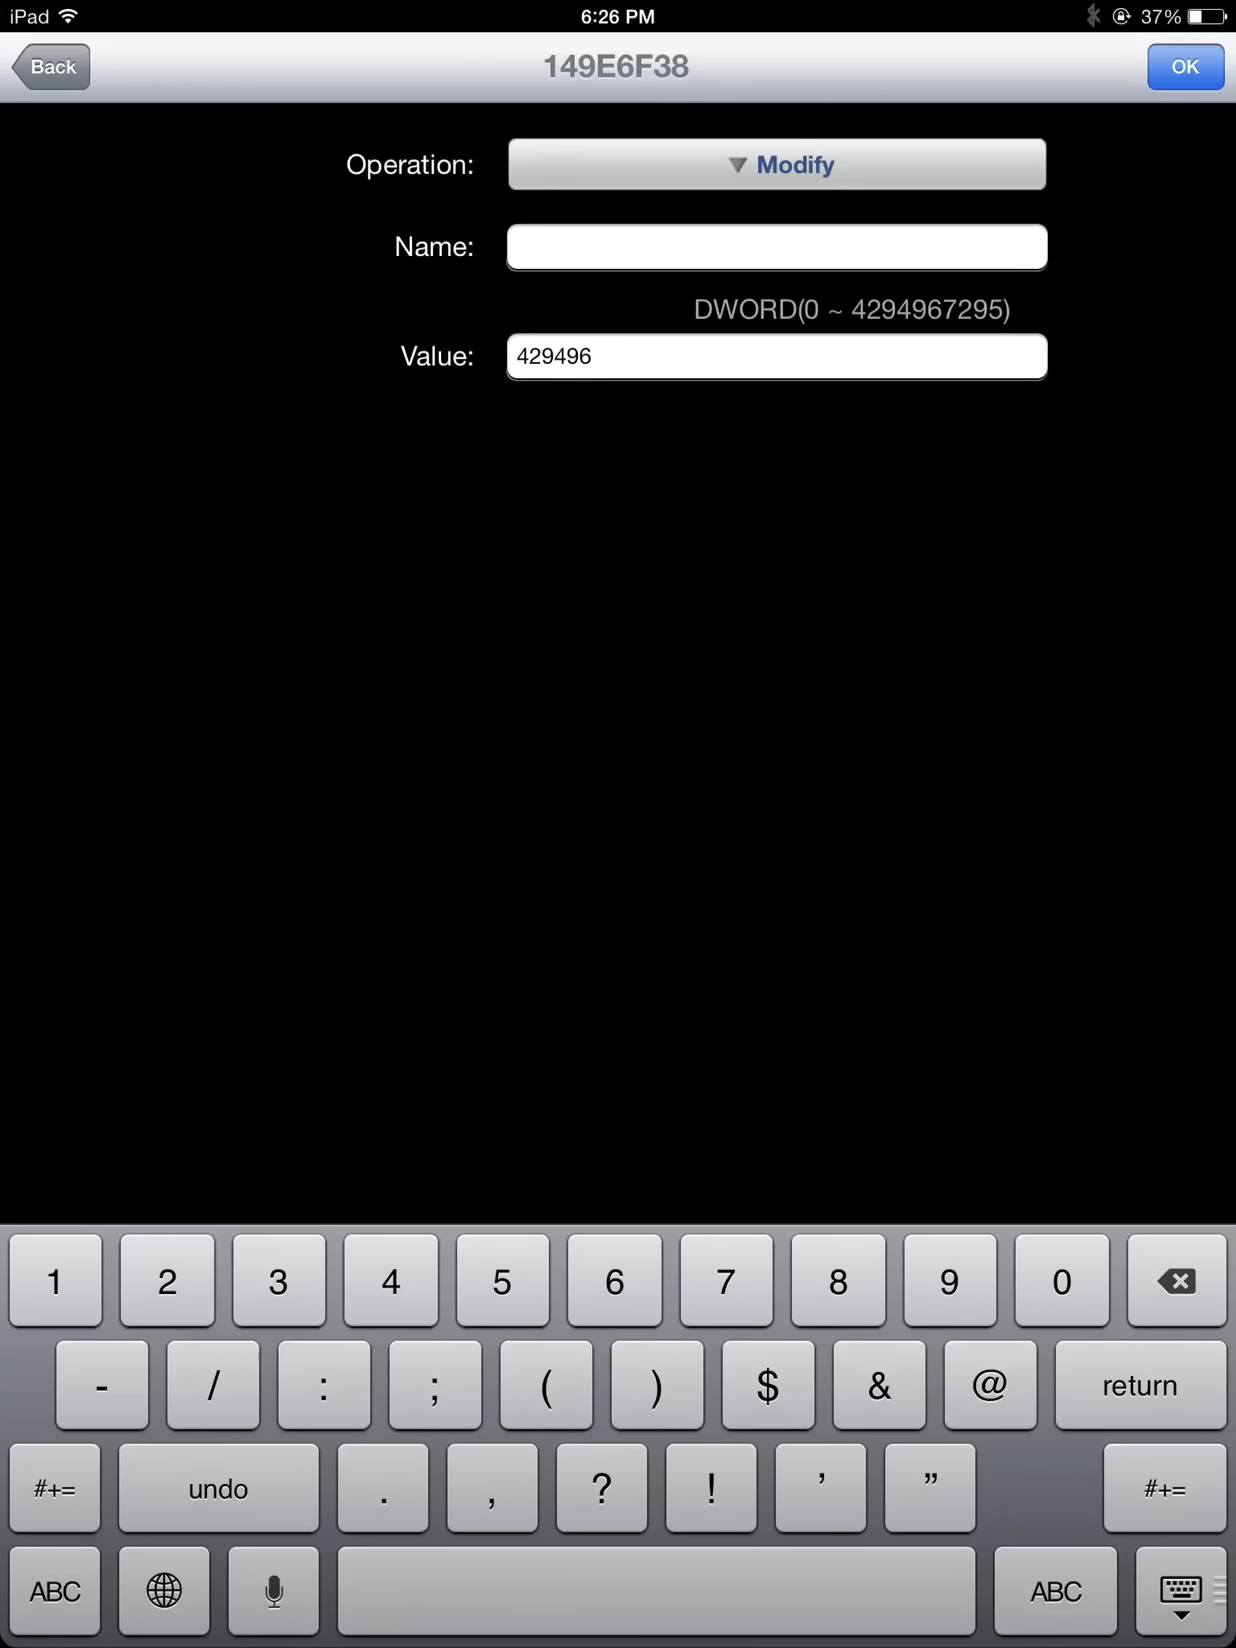 iPad 6:26 PM 37%
Back 149E6F38 OK
Operation: Modify
Name:
DWORD(0 ~ 4294967295)
Value: 429496
1 2 3 4 5 6 7 8 9 0
- / : ; ( ) $ & @ return
#+= undo . , ? ! ’ ” #+=
ABC ABC